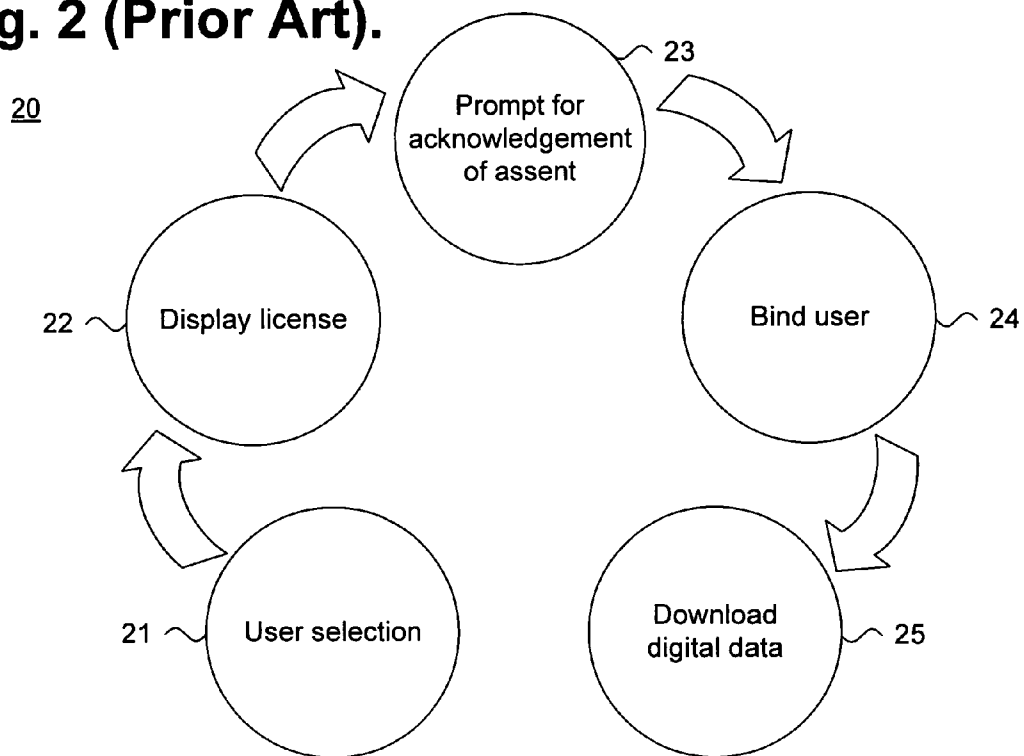 g. 2 (Prior Art).
20
23
Prompt for
acknowledgement
of assent
22
Display license
Bind user
24
21
User selection
Download
digital data
25